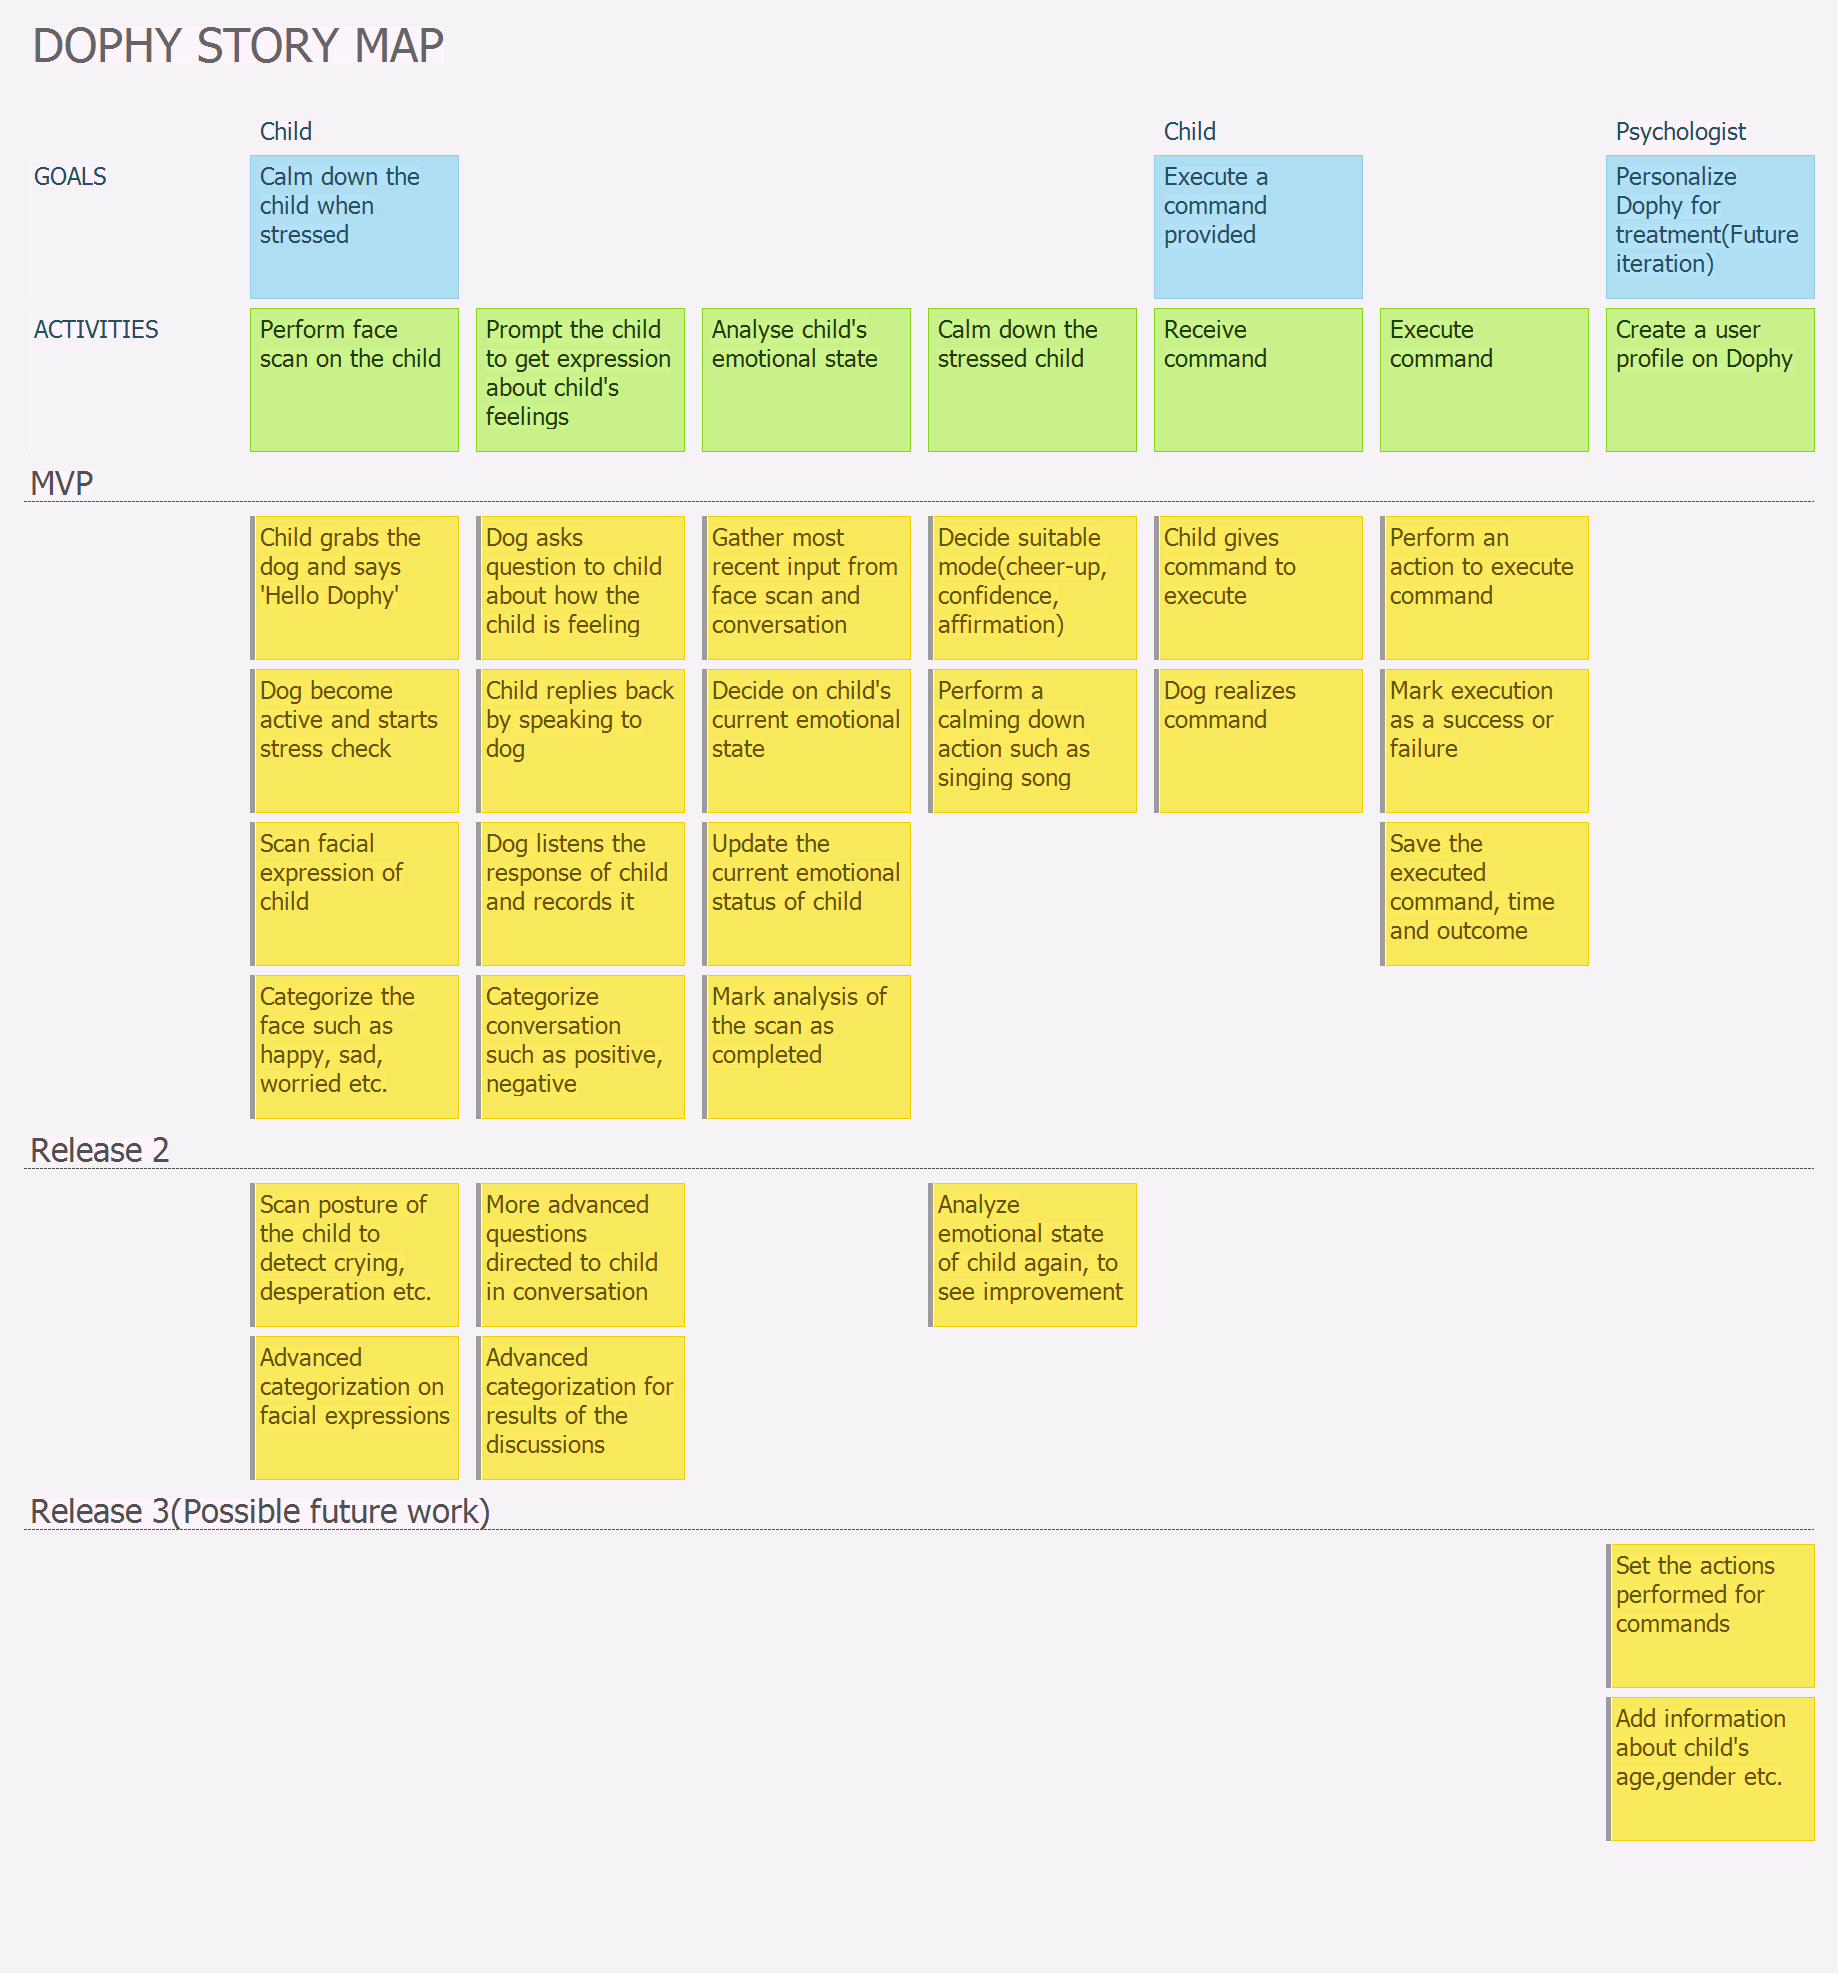 DOPHY STORY MAP
Child
Child
Psychologist
GOALS
Calm down the
child when
stressed
Execute a
command
provided
Personalize
Dophy for
treatment(Future
iteration)
ACTIVITIES
Perform face
scan on the child
Prompt the child
to get expression
about child's
feelings
Analyse child's
emotional state
Calm down the
stressed child
Receive
command
Execute
command
Create a user
profile on Dophy
MVP
Child grabs the
dog and says
'Hello Dophy'
Dog asks
question to child
about how the
child is feeling
Gather most
recent input from
face scan and
conversation
Decide suitable
mode(cheer-up,
confidence,
affirmation)
Child gives
command to
execute
Perform an
action to execute
command
Dog become
active and starts
stress check
Child replies back
by speaking to
dog
Decide on child's
current emotional
state
Perform a
calming down
action such as
singing song
Dog realizes
command
Mark execution
as a success or
failure
Scan facial
expression of
child
Dog listens the
response of child
and records it
Update the
current emotional
status of child
Save the
executed
command, time
and outcome
Categorize the
face such as
happy, sad,
worried etc.
Categorize
conversation
such as positive,
negative
Mark analysis of
the scan as
completed
Release 2
Scan posture of
the child to
detect crying,
desperation etc.
More advanced
questions
directed to child
in conversation
Analyze
emotional state
of child again, to
see improvement
Advanced
categorization on
facial expressions
Advanced
categorization for
results of the
discussions
Release 3(Possible future work)
Set the actions
performed for
commands
Add information
about child's
age,gender etc.